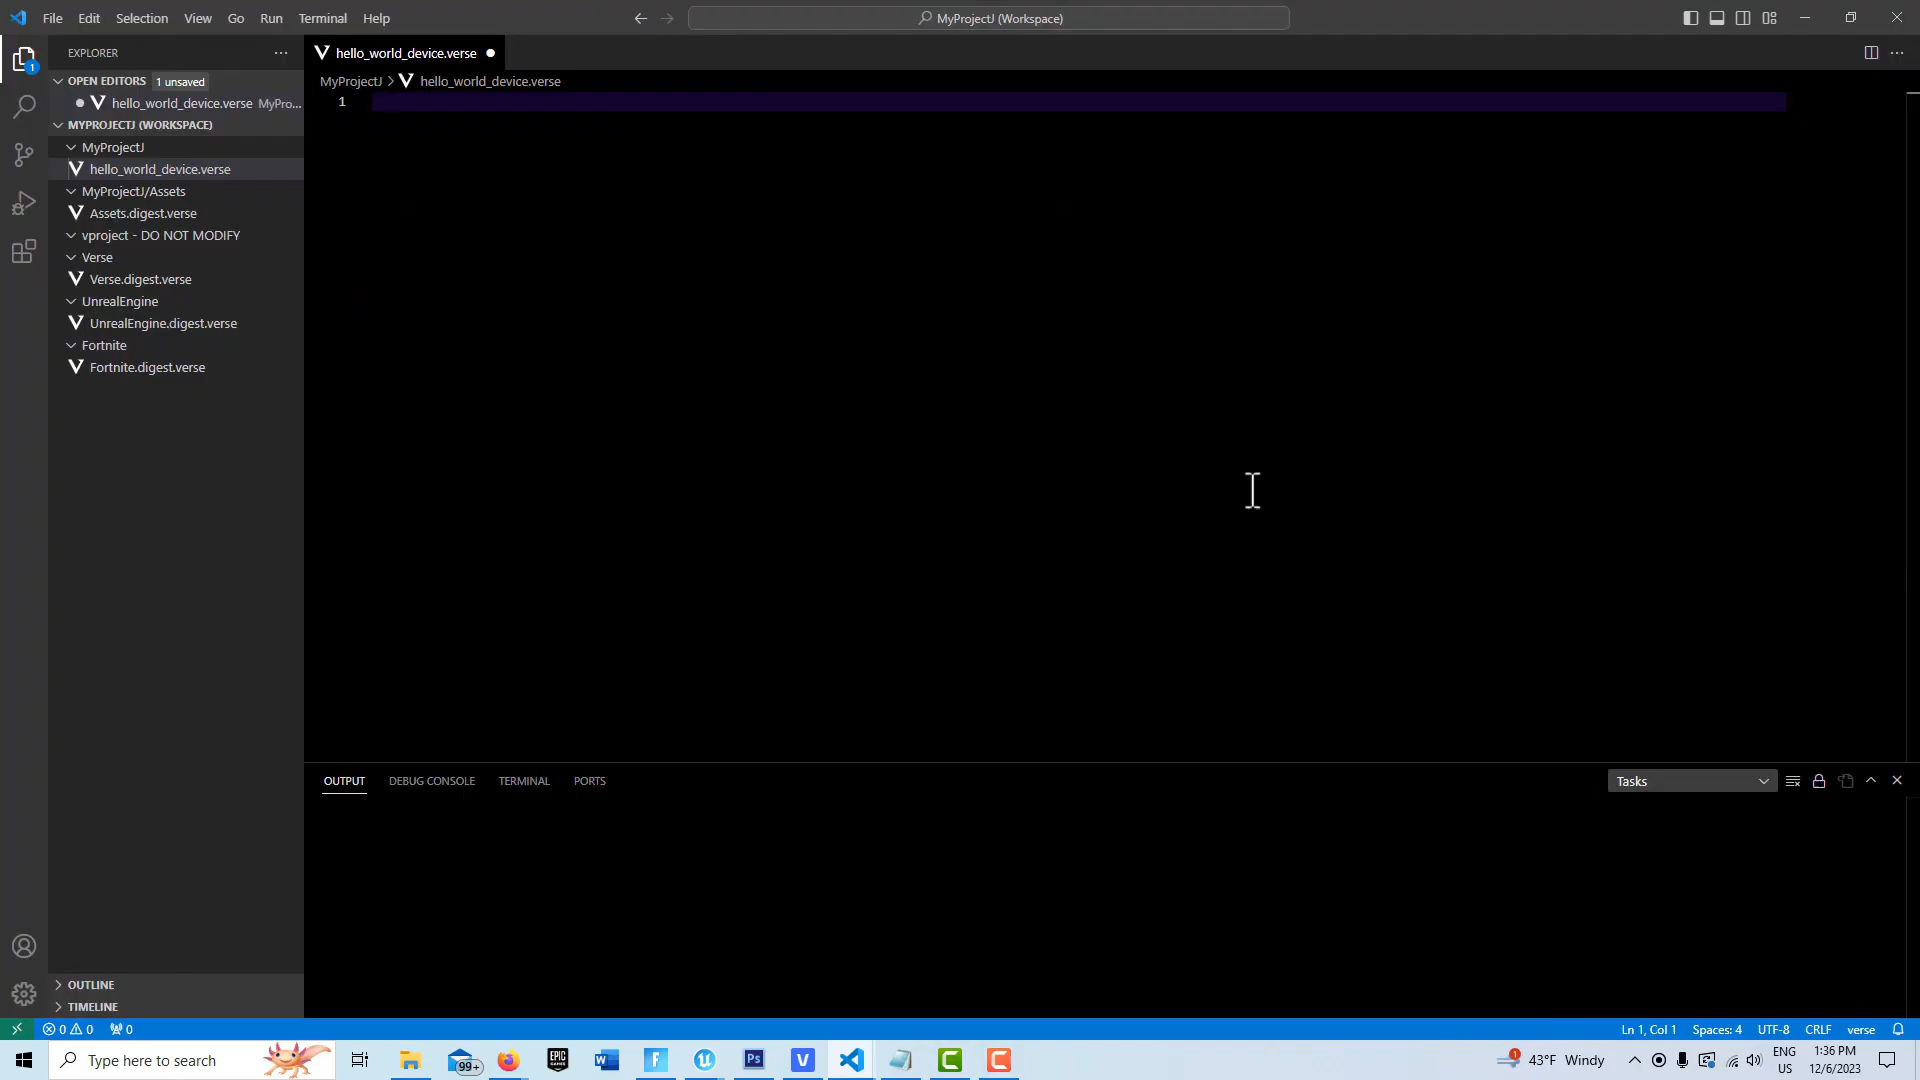 File Edit Selection View Go Run Terminal Help
MyProjectJ (Workspace)
EXPLORER
hello_world_device.verse
OPEN EDITORS 1 unsaved
MyProjectJ hello_world_device.verse
hello_world_device.verse MyPro...
1
MYPROJECTJ (WORKSPACE)
MyProjectJ
hello_world_device.verse
MyProjectJ/Assets
Assets.digest.verse
vproject - DO NOT MODIFY
Verse
Verse.digest.verse
UnrealEngine
UnrealEngine.digest.verse
Fortnite
Fortnite.digest.verse
OUTPUT DEBUG CONSOLE TERMINAL PORTS
Tasks
OUTLINE
TIMELINE
0 0 0
Ln 1, Col 1 Spaces: 4 UTF-8 CRLF verse
Type here to search
99+
EPIC GAMES
W
F
Ps
V
C
C
1
43°F Windy
ENG
US
1:36 PM
12/6/2023